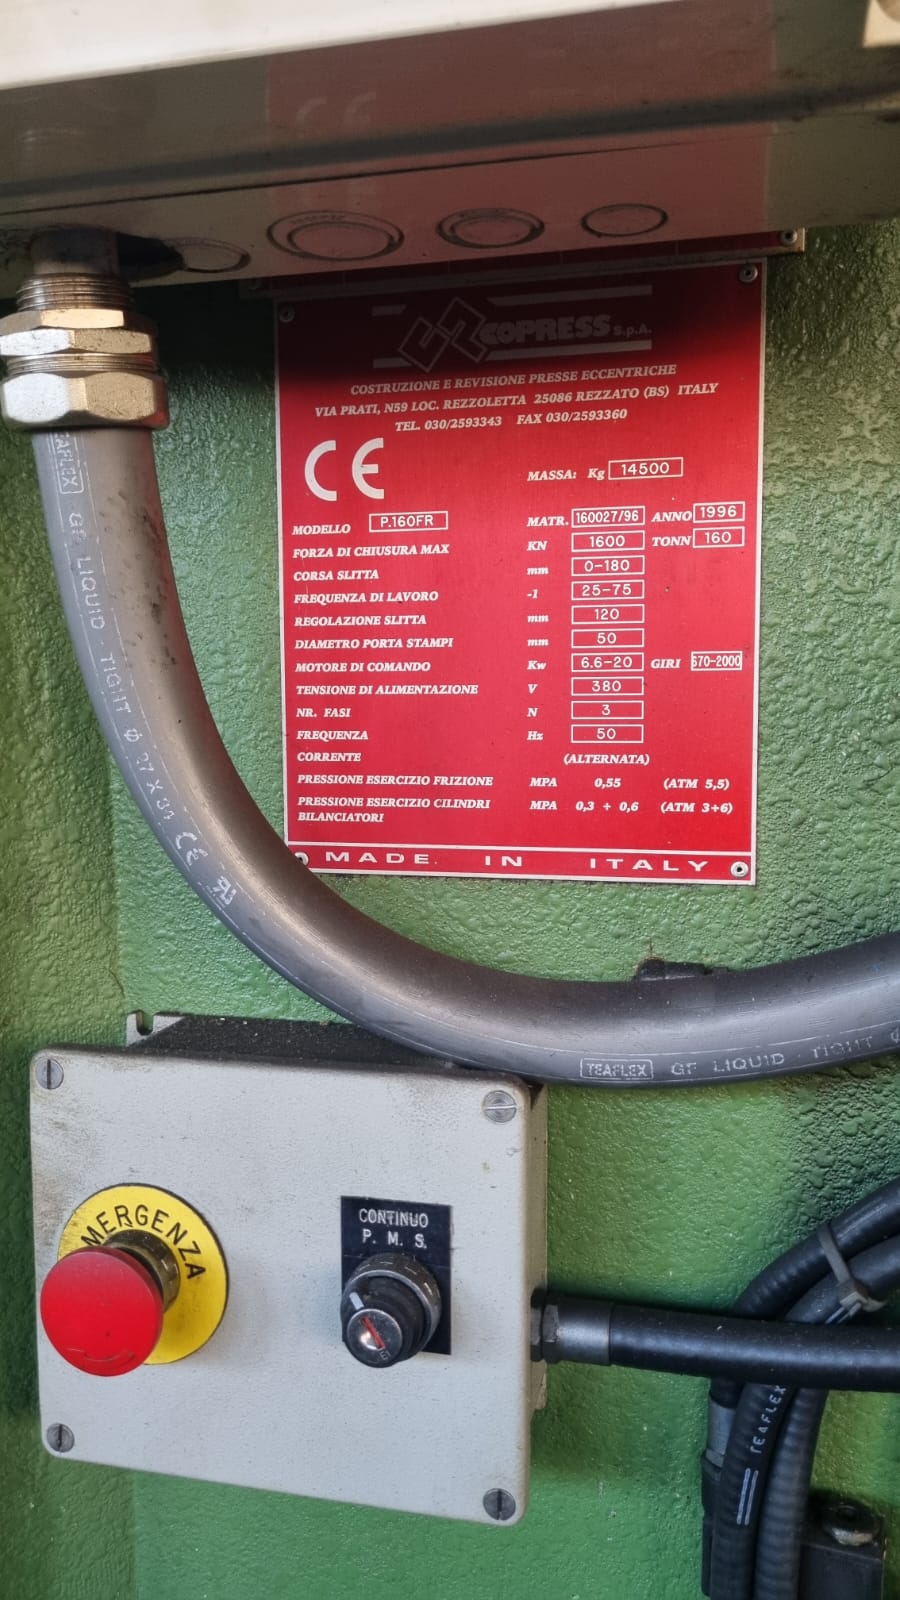 COPRESS S.p.A.
COSTRUZIONE E REVISIONE PRESSE ECCENTRICHE
VIA PRATI, N59 LOC. REZZOLETTA 25086 REZZATO (BS) ITALY
TEL. 030/2593343 FAX 030/2593360
CE
MASSA: Kg 14500
MODELLO P.160FR MATR. 160027/96 ANNO 1996
FORZA DI CHIUSURA MAX KN 1600 TONN 160
CORSA SLITTA mm 0-180
FREQUENZA DI LAVORO -1 25-75
REGOLAZIONE SLITTA mm 120
DIAMETRO PORTA STAMPI mm 50
MOTORE DI COMANDO Kw 6.6-20 GIRI 670-2000
TENSIONE DI ALIMENTAZIONE V 380
NR. FASI N 3
FREQUENZA Hz 50
CORRENTE (ALTERNATA)
PRESSIONE ESERCIZIO FRIZIONE MPA 0,55 (ATM 5,5)
PRESSIONE ESERCIZIO CILINDRI MPA 0,3 ÷ 0,6 (ATM 3÷6)
BILANCIATORI
MADE IN ITALY
TEAFLEX GF LIQUID TIGHT Ф 27 X 34 CE
TEAFLEX GF LIQUID TIGHT
MERGENZA
CONTINUO
P. M. S.
TEAFLEX